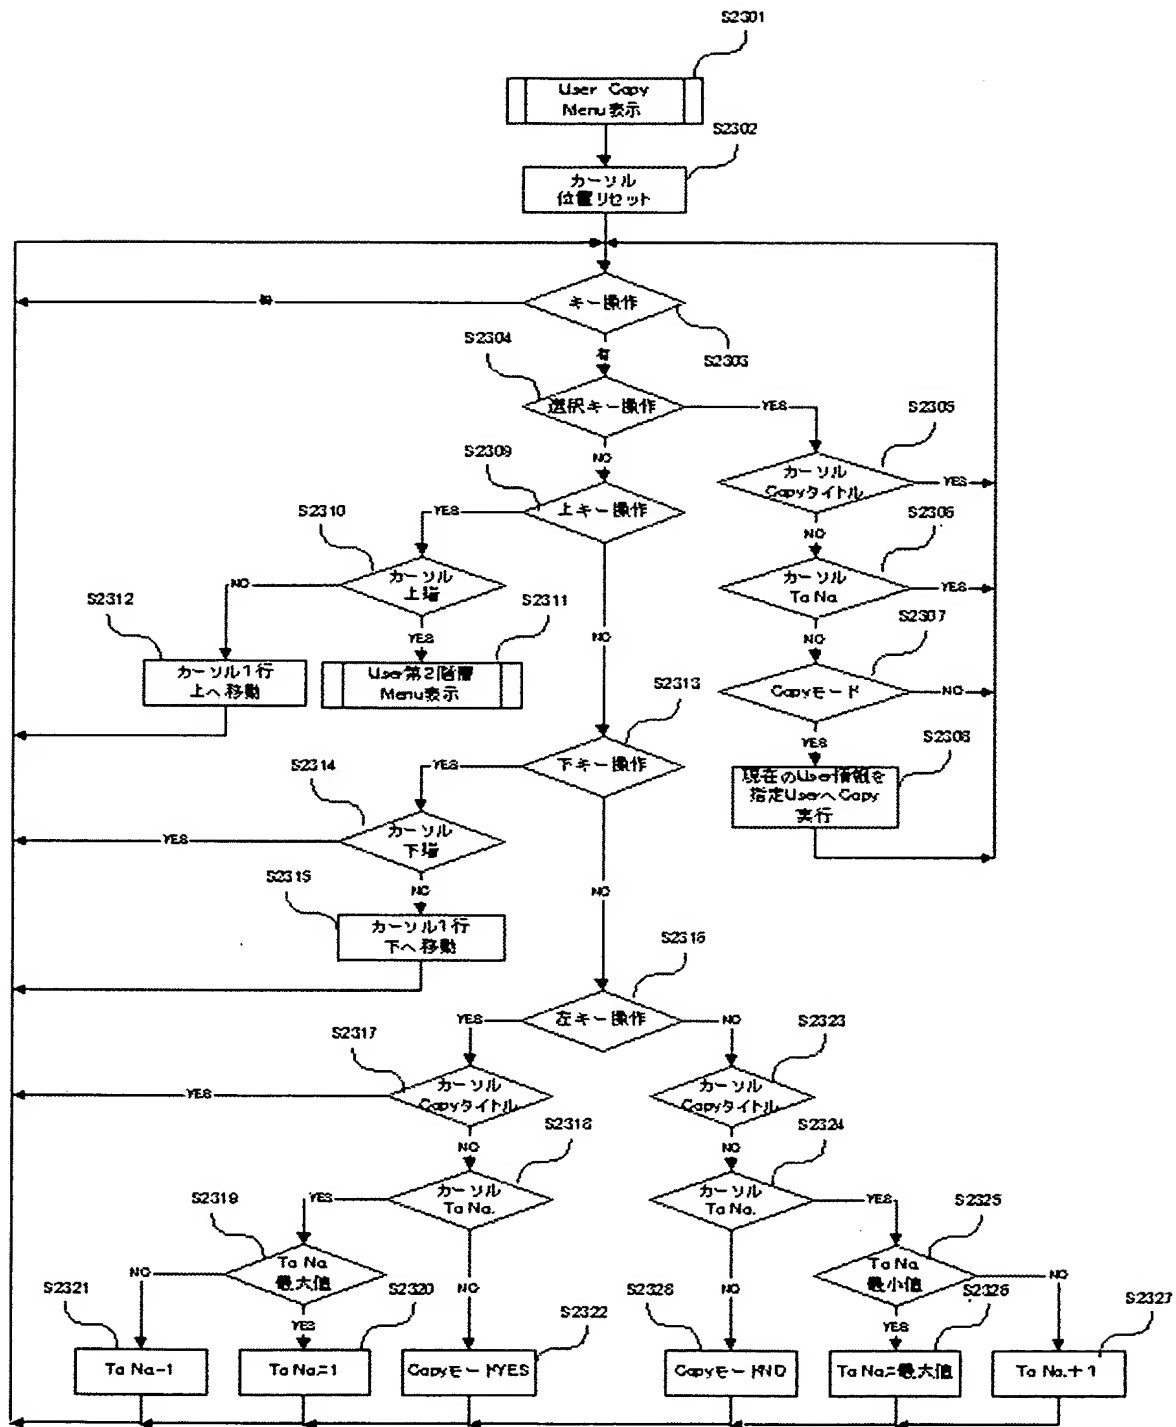 S2301
User Copy
Menu表示
S2302
カーソル
位置リセット
キー操作
S2303
有
S2304
選択キー操作
YES
S2305
NO
カーソル
Copyタイトル
YES
S2309
上キー操作
YES
NO
S2306
S2310
カーソル
上端
NO
カーソル
To No.
YES
S2312
YES
S2311
NO
NO
S2307
カーソル1行
上へ移動
User第2階層
Menu表示
Copyモード
NO
S2313
YES
S2308
下キー操作
YES
S2314
現在のUser情報を
指定UserへCopy
実行
カーソル
下端
YES
NO
NO
S2315
カーソル1行
下へ移動
S2316
左キー操作
YES
NO
S2317
S2323
カーソル
Copyタイトル
YES
カーソル
Copyタイトル
NO
S2318
NO
S2324
カーソル
To No.
YES
カーソル
To No.
YES
S2319
S2325
To No.
最大値
NO
YES
NO
NO
To No.
最小値
NO
YES
S2321
S2320
S2322
S2328
S2326
S2327
To No.-1
To No.=1
CopyモードYES
CopyモードNO
To No.=最大値
To No.+1